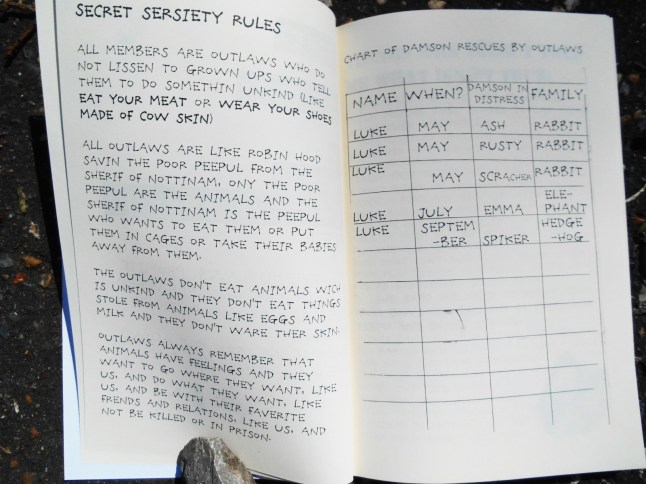 SECRET SERSIETY RULES
ALL MEMBERS ARE OUTLAWS WHO DO
NOT LISSEN TO GROWN UPS WHO TELL
THEM TO DO SOMETHIN UNKIND (LIKE
EAT YOUR MEAT OR WEAR YOUR SHOES
MADE OF COW SKIN)
ALL OUTLAWS ARE LIKE ROBIN HOOD
SAVIN THE POOR PEEPUL FROM THE
SHERIF OF NOTTINAM, ONY THE POOR
PEEPUL ARE THE ANIMALS AND THE
SHERIF OF NOTTINAM IS THE PEEPUL
WHO WANTS TO EAT THEM OR PUT
THEM IN CAGES OR TAKE THEIR BABIES
AWAY FROM THEM.
THE OUTLAWS DON'T EAT ANIMALS WICH
IS UNKIND AND THEY DON'T EAT THINGS
STOLE FROM ANIMALS LIKE EGGS AND
MILK AND THEY DON'T WARE THER SKIN.
OUTLAWS ALWAYS REMEMBER THAT
ANIMALS HAVE FEELINGS AND THEY
WANT TO GO WHERE THEY WANT, LIKE
US, AND DO WHAT THEY WANT, LIKE
US, AND BE WITH THEIR FAVERITE
FRENDS AND RELATIONS, LIKE US, AND
NOT BE KILLED OR IN PRISON.
CHART OF DAMSON RESCUES BY OUTLAWS
NAME WHEN? DAMSON IN DISTRESS FAMILY
LUKE MAY ASH RABBIT
LUKE MAY RUSTY RABBIT
LUKE MAY SCRACHER RABBIT
LUKE JULY EMMA ELE-
PHANT
LUKE SEPTEM
-BER SPIKER HEDGE
-HOG